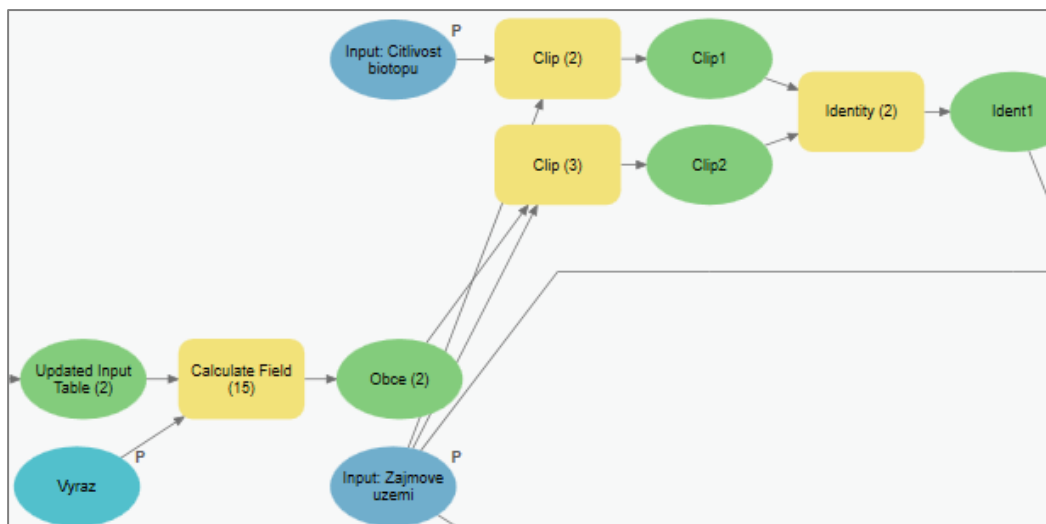 P
Input: Citlivost
biotopu
Clip (2)
Clip1
Identity (2)
Ident1
Clip (3)
Clip2
Updated Input
Table (2)
Calculate Field
(15)
Obce (2)
P
Vyraz
P
Input: Zajmove
uzemi